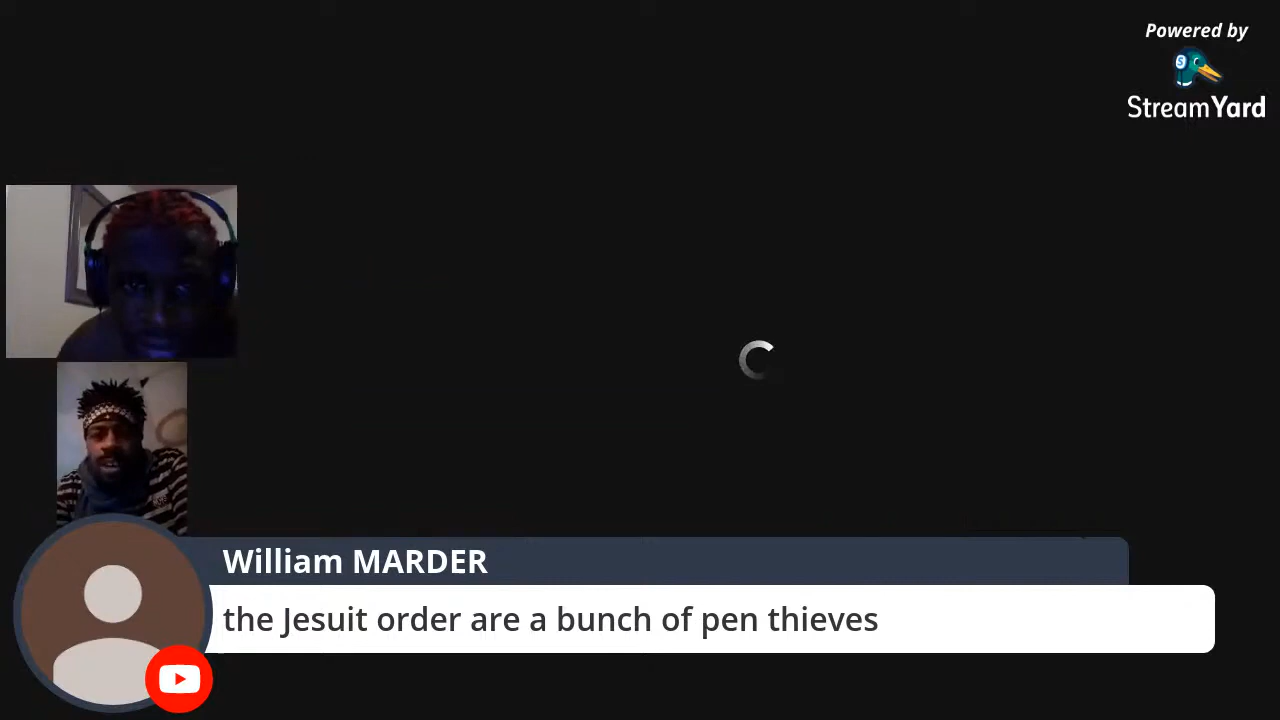 Powered by
StreamYard
William MARDER
the Jesuit order are a bunch of pen thieves